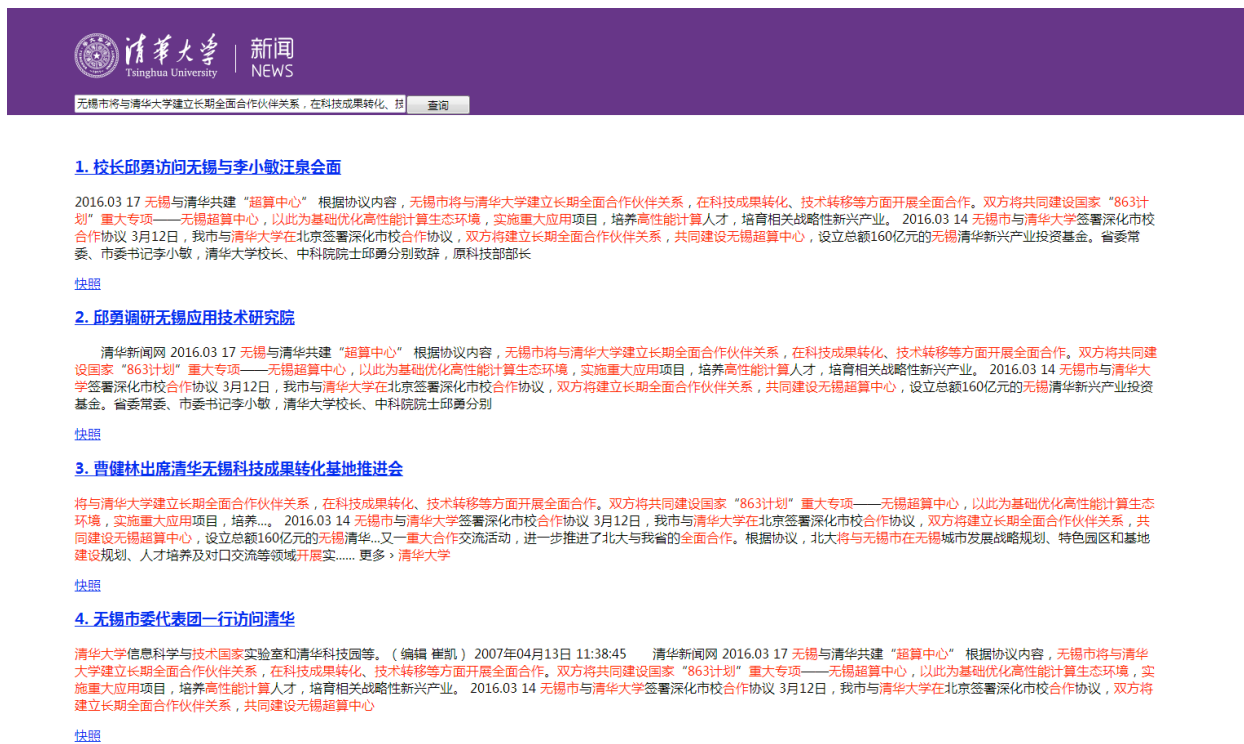 清华大学
Tsinghua University
新闻
NEWS
无锡市将与清华大学建立长期全面合作伙伴关系，在科技成果转化、技
查询
1. 校长邱勇访问无锡与李小敏汪泉会面
2016.03 17 无锡与清华共建“超算中心” 根据协议内容，无锡市将与清华大学建立长期全面合作伙伴关系，在科技成果转化、技术转移等方面开展全面合作。双方将共同建设国家“863计
划”重大专项——无锡超算中心，以此为基础优化高性能计算生态环境，实施重大应用项目，培养高性能计算人才，培育相关战略性新兴产业。 2016.03 14 无锡市与清华大学签署深化市校
合作协议 3月12日，我市与清华大学在北京签署深化市校合作协议，双方将建立长期全面合作伙伴关系，共同建设无锡超算中心，设立总额160亿元的无锡清华新兴产业投资基金。省委常
委、市委书记李小敏，清华大学校长、中科院院士邱勇分别致辞，原科技部部长
快照
2. 邱勇调研无锡应用技术研究院
清华新闻网 2016.03 17 无锡与清华共建“超算中心” 根据协议内容，无锡市将与清华大学建立长期全面合作伙伴关系，在科技成果转化、技术转移等方面开展全面合作。双方将共同建
设国家“863计划”重大专项——无锡超算中心，以此为基础优化高性能计算生态环境，实施重大应用项目，培养高性能计算人才，培育相关战略性新兴产业。 2016.03 14 无锡市与清华大
学签署深化市校合作协议 3月12日，我市与清华大学在北京签署深化市校合作协议，双方将建立长期全面合作伙伴关系，共同建设无锡超算中心，设立总额160亿元的无锡清华新兴产业投资
基金。省委常委、市委书记李小敏，清华大学校长、中科院院士邱勇分别
快照
3. 曹健林出席清华无锡科技成果转化基地推进会
将与清华大学建立长期全面合作伙伴关系，在科技成果转化、技术转移等方面开展全面合作。双方将共同建设国家“863计划”重大专项——无锡超算中心，以此为基础优化高性能计算生态
环境，实施重大应用项目，培养...。 2016.03 14 无锡市与清华大学签署深化市校合作协议 3月12日，我市与清华大学在北京签署深化市校合作协议，双方将建立长期全面合作伙伴关系，共
同建设无锡超算中心，设立总额160亿元的无锡清华...又一重大合作交流活动，进一步推进了北大与我省的全面合作。根据协议，北大将与无锡市在无锡城市发展战略规划、特色园区和基地
建设规划、人才培养及对口交流等领域开展实...... 更多 › 清华大学
快照
4. 无锡市委代表团一行访问清华
清华大学信息科学与技术国家实验室和清华科技园等。（编辑 崔凯） 2007年04月13日 11:38:45 清华新闻网 2016.03 17 无锡与清华共建“超算中心” 根据协议内容，无锡市将与清华
大学建立长期全面合作伙伴关系，在科技成果转化、技术转移等方面开展全面合作。双方将共同建设国家“863计划”重大专项——无锡超算中心，以此为基础优化高性能计算生态环境，实
施重大应用项目，培养高性能计算人才，培育相关战略性新兴产业。 2016.03 14 无锡市与清华大学签署深化市校合作协议 3月12日，我市与清华大学在北京签署深化市校合作协议，双方将
建立长期全面合作伙伴关系，共同建设无锡超算中心
快照